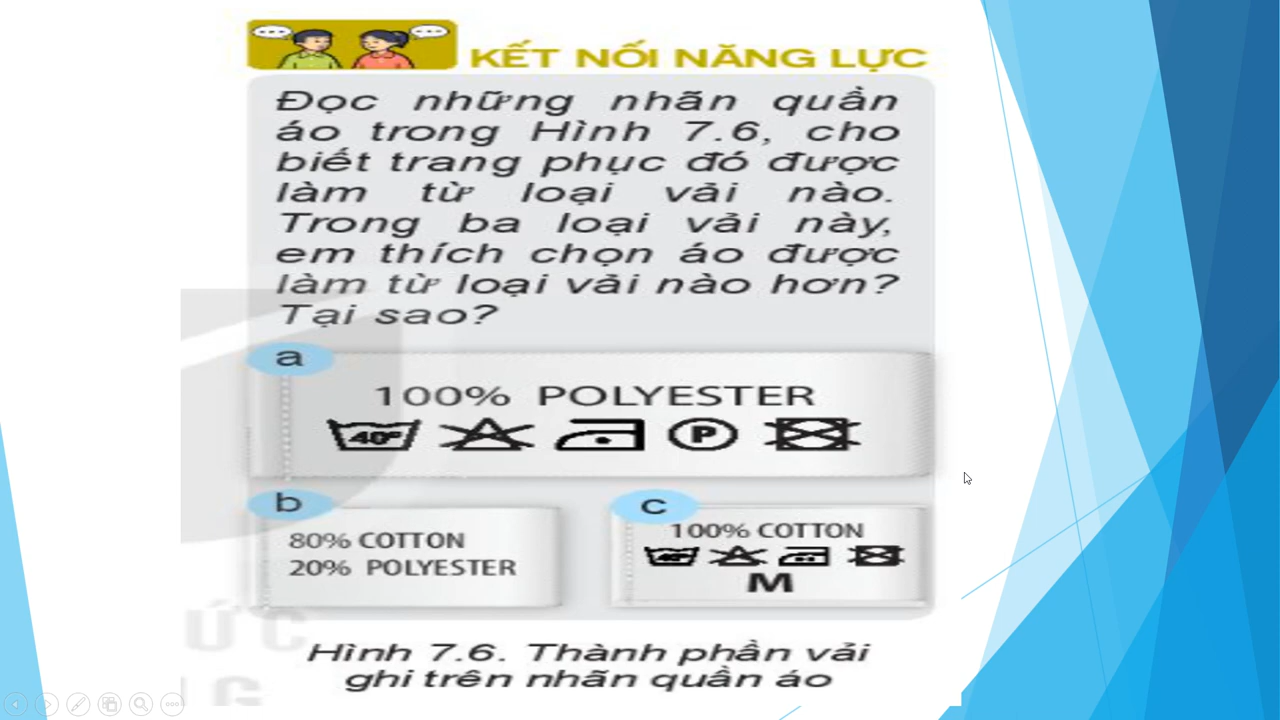 KẾT NỐI NĂNG LỰC
Đọc những nhãn quần
áo trong Hình 7.6, cho
biết trang phục đó được
làm từ loại vải nào.
Trong ba loại vải này,
em thích chọn áo được
làm từ loại vải nào hơn?
Tại sao?
a
100% POLYESTER
40°
P
b
80% COTTON
20% POLYESTER
c
100% COTTON
40°
M
ỨC
NG
Hình 7.6. Thành phần vải
ghi trên nhãn quần áo